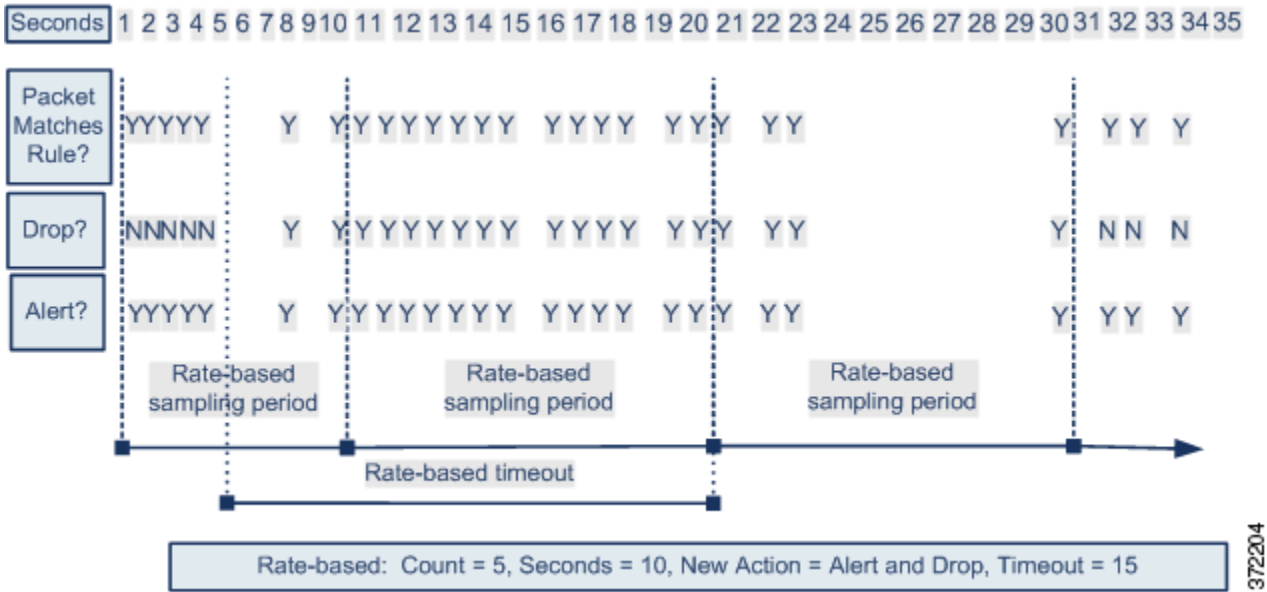 Seconds 1 2 3 4 5 6 7 8 9 10 11 12 13 14 15 16 17 18 19 20 21 22 23 24 25 26 27 28 29 30 31 32 33 34 35
Packet
Matches
Rule?
YYYYY Y Y Y Y Y Y Y Y Y Y Y Y Y Y Y Y Y Y Y Y Y Y Y
Drop?
NNNNN Y Y Y Y Y Y Y Y Y Y Y Y Y Y Y Y Y Y Y Y N N N
Alert?
YYYYY Y Y Y Y Y Y Y Y Y Y Y Y Y Y Y Y Y Y Y Y Y Y Y
Rate-based
sampling period
Rate-based
sampling period
Rate-based
sampling period
Rate-based timeout
Rate-based: Count = 5, Seconds = 10, New Action = Alert and Drop, Timeout = 15
372204